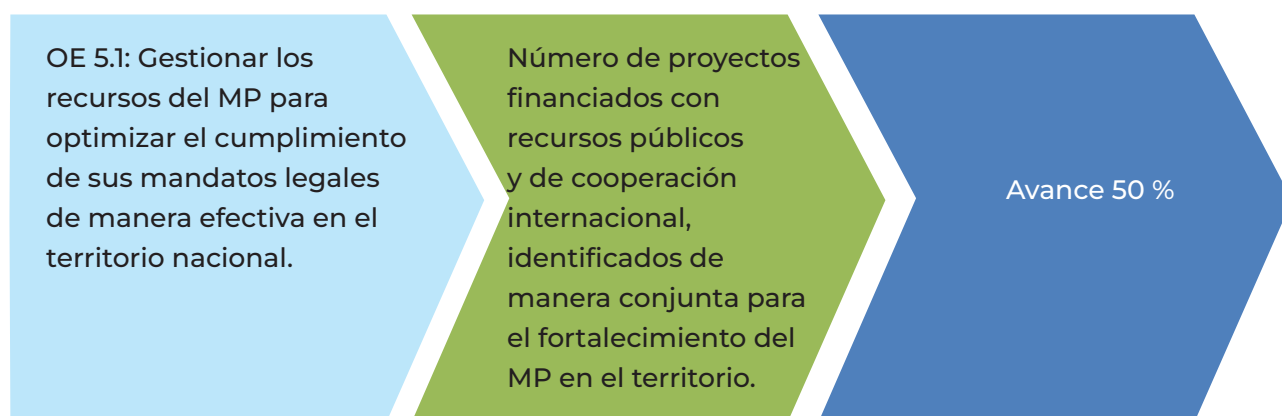 OE 5.1: Gestionar los
recursos del MP para
optimizar el cumplimiento
de sus mandatos legales
de manera efectiva en el
territorio nacional.
Número de proyectos
financiados con
recursos públicos
y de cooperación
internacional,
identificados de
manera conjunta para
el fortalecimiento del
MP en el territorio.
Avance 50 %